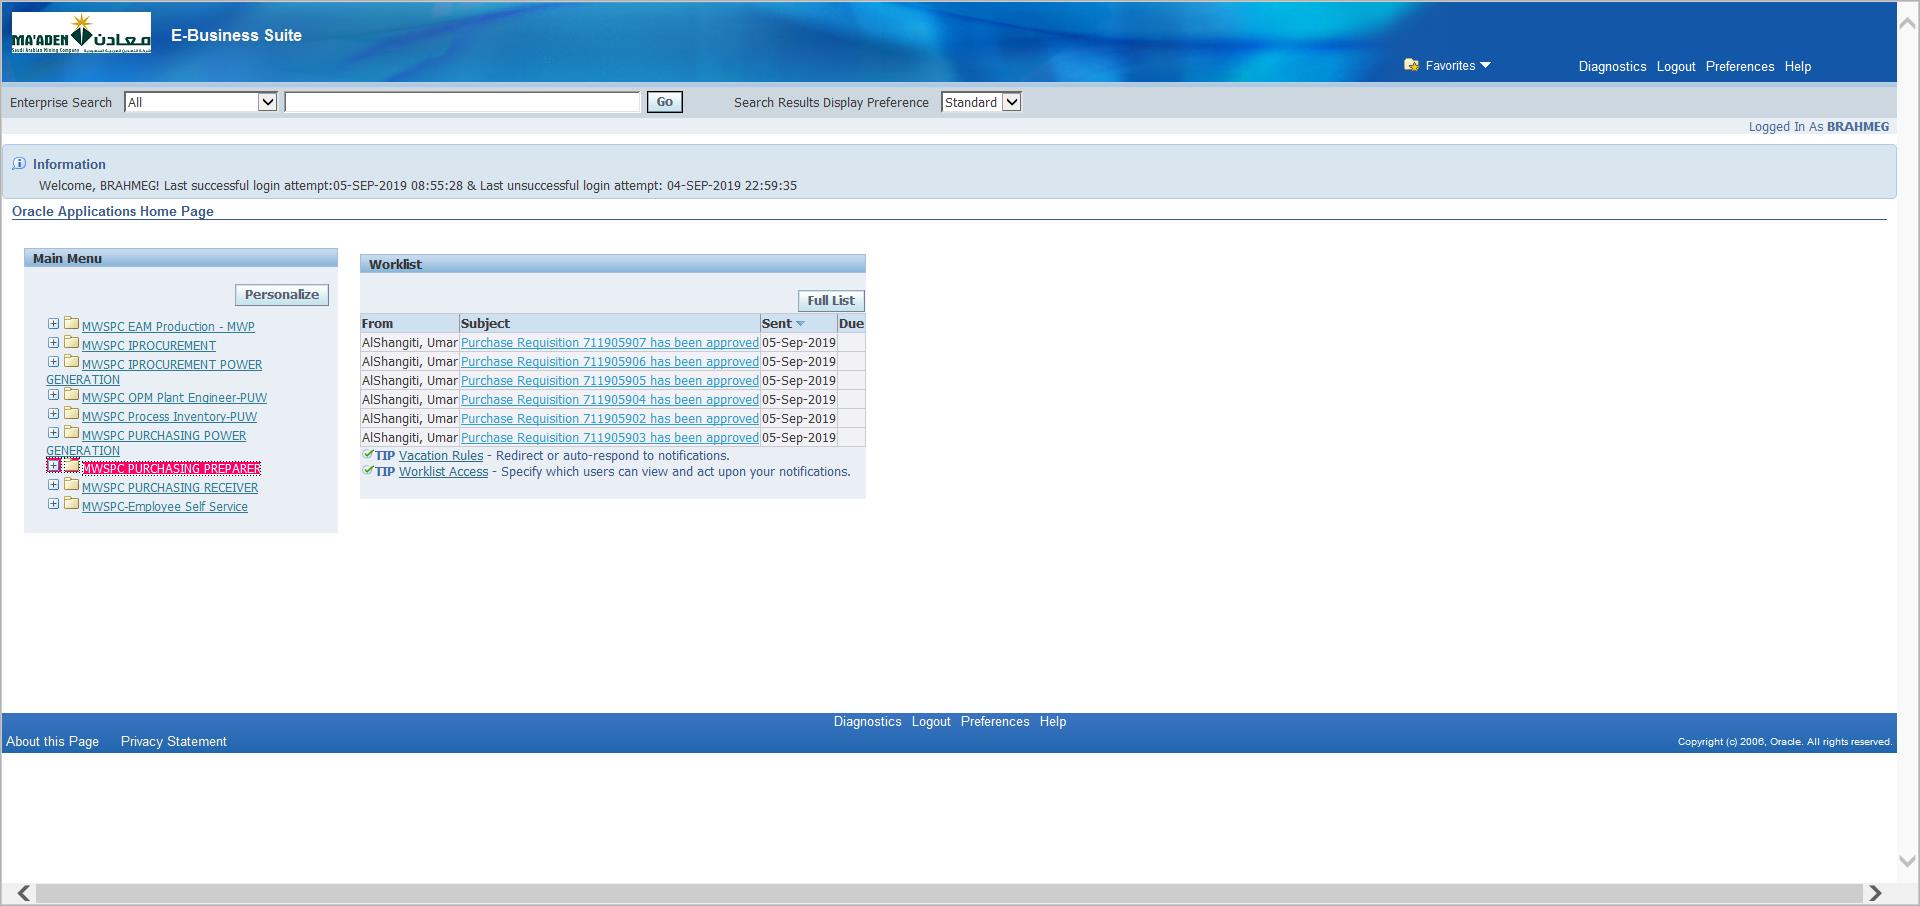 MA'ADEN معادن
Saudi Arabian Mining Company
E-Business Suite
Favorites
Diagnostics Logout Preferences Help
Enterprise Search All Go Search Results Display Preference Standard
Logged In As BRAHMEG
Information
Welcome, BRAHMEG! Last successful login attempt:05-SEP-2019 08:55:28 & Last unsuccessful login attempt: 04-SEP-2019 22:59:35
Oracle Applications Home Page
Main Menu
Personalize
MWSPC EAM Production - MWP
MWSPC IPROCUREMENT
MWSPC IPROCUREMENT POWER
GENERATION
MWSPC OPM Plant Engineer-PUW
MWSPC Process Inventory-PUW
MWSPC PURCHASING POWER
GENERATION
MWSPC PURCHASING PREPARER
MWSPC PURCHASING RECEIVER
MWSPC-Employee Self Service
Worklist
Full List
From Subject Sent Due
AlShangiti, Umar Purchase Requisition 711905907 has been approved 05-Sep-2019
AlShangiti, Umar Purchase Requisition 711905906 has been approved 05-Sep-2019
AlShangiti, Umar Purchase Requisition 711905905 has been approved 05-Sep-2019
AlShangiti, Umar Purchase Requisition 711905904 has been approved 05-Sep-2019
AlShangiti, Umar Purchase Requisition 711905902 has been approved 05-Sep-2019
AlShangiti, Umar Purchase Requisition 711905903 has been approved 05-Sep-2019
TIP Vacation Rules - Redirect or auto-respond to notifications.
TIP Worklist Access - Specify which users can view and act upon your notifications.
Diagnostics Logout Preferences Help
About this Page Privacy Statement
Copyright (c) 2006, Oracle. All rights reserved.